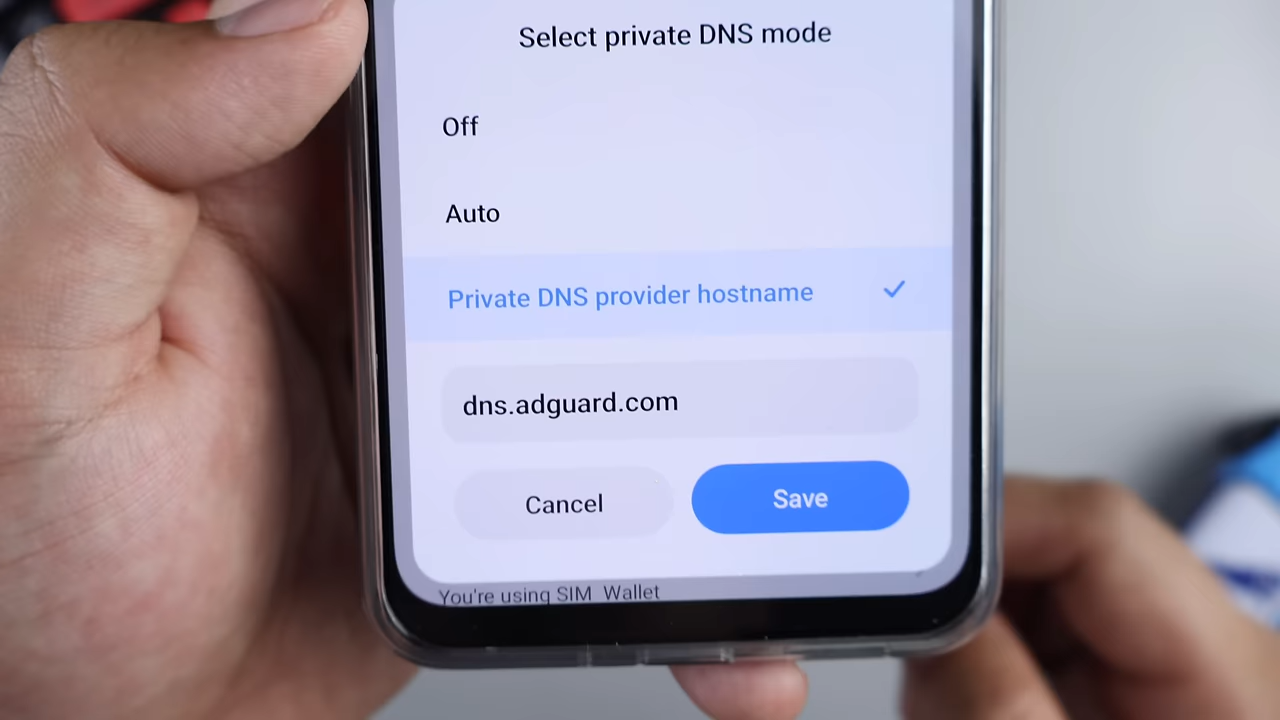 Select private DNS mode
Off
Auto
Private DNS provider hostname
dns.adguard.com
Cancel
Save
You're using SIM Wallet